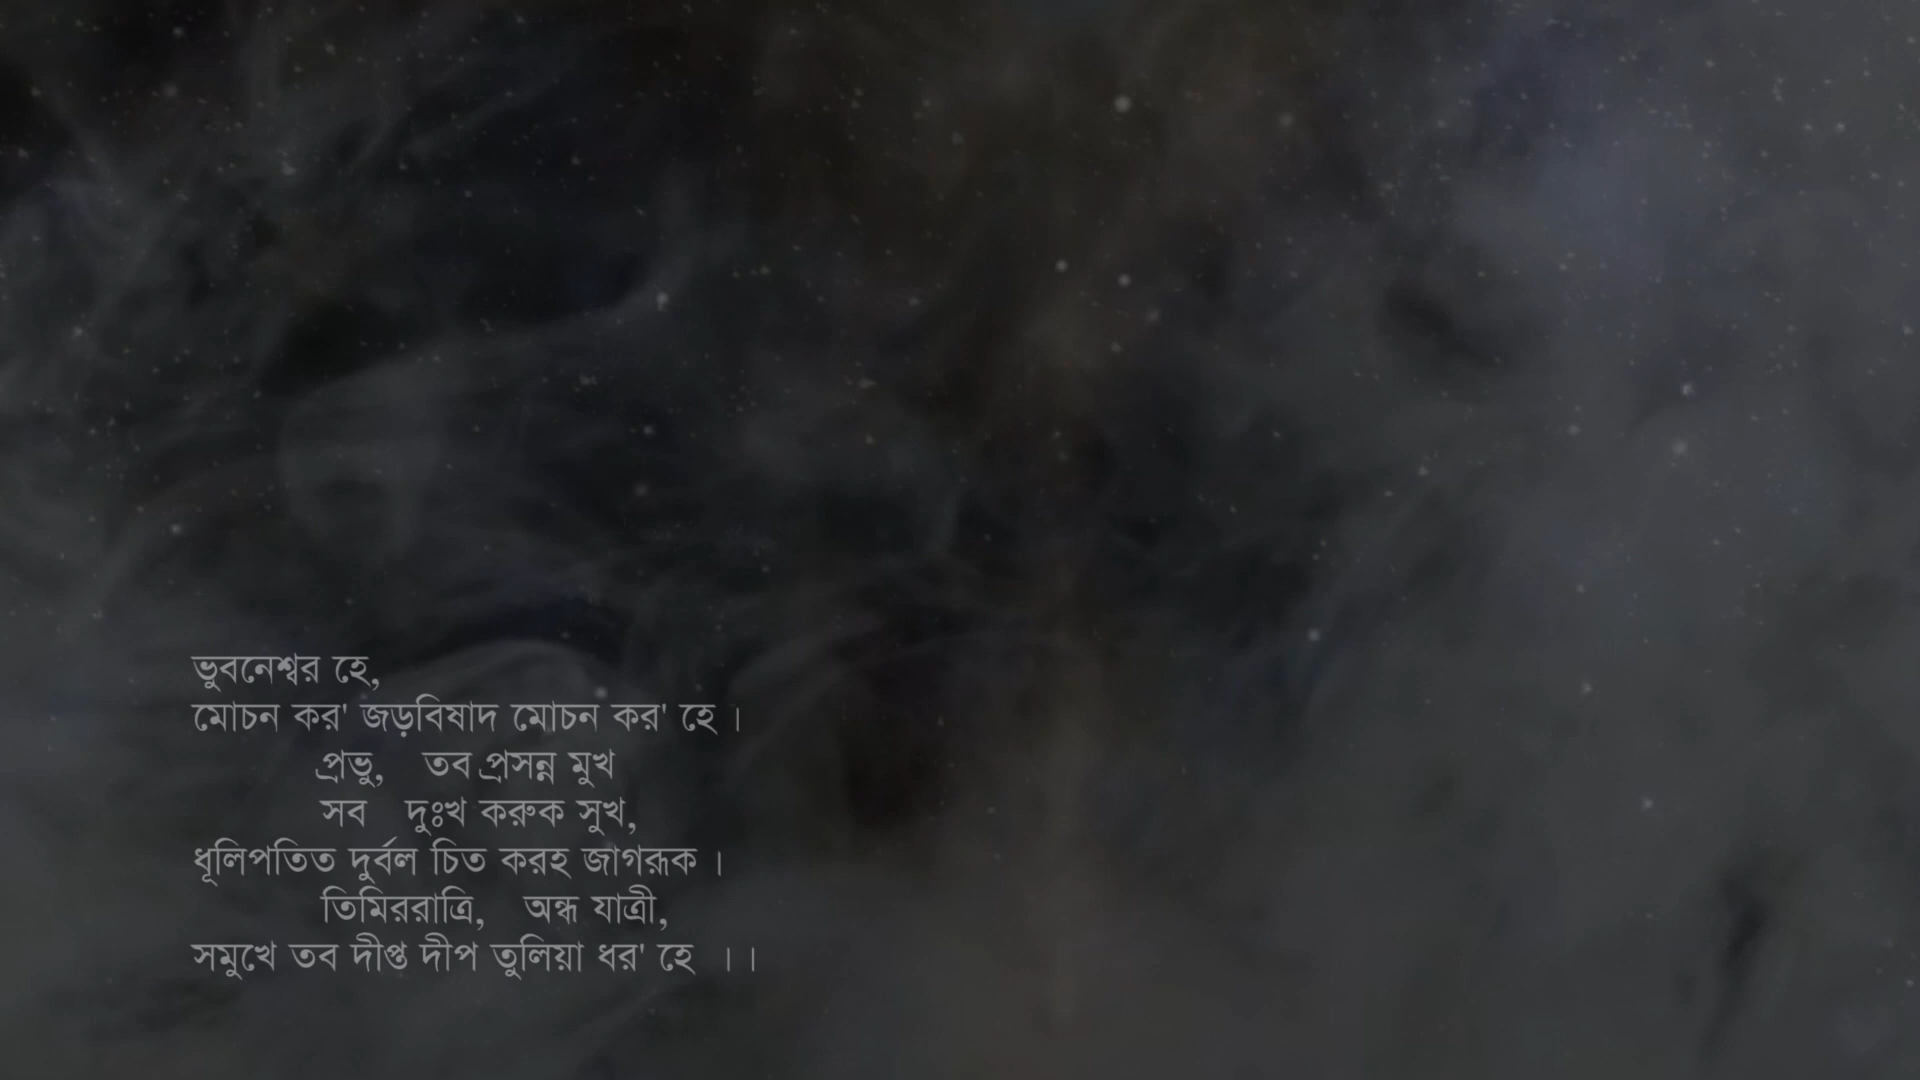 ভুবনেশ্বর হে,
মোচন কর' জড়বিষাদ মোচন কর' হে ।
প্রভু, তব প্রসন্ন মুখ
সব দুঃখ করুক সুখ,
ধূলিপতিত দুর্বল চিত করহ জাগরূক ।
তিমিররাত্রি, অন্ধ যাত্রী,
সমুখে তব দীপ্ত দীপ তুলিয়া ধর' হে ।।